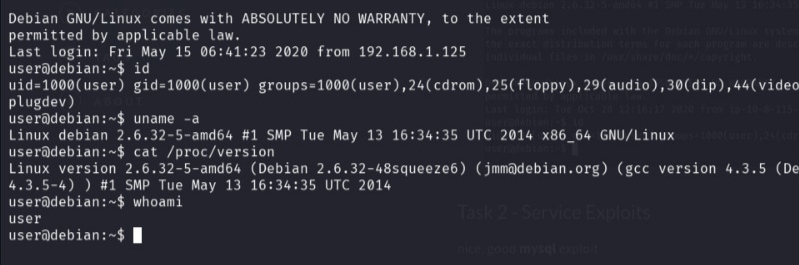 Debian GNU/Linux comes with ABSOLUTELY NO WARRANTY, to the extent
permitted by applicable law.
Last login: Fri May 15 06:41:23 2020 from 192.168.1.125
user@debian:~$ id
uid=1000(user) gid=1000(user) groups=1000(user),24(cdrom),25(floppy),29(audio),30(dip),44(video
plugdev)
user@debian:~$ uname -a
Linux debian 2.6.32-5-amd64 #1 SMP Tue May 13 16:34:35 UTC 2014 x86_64 GNU/Linux
user@debian:~$ cat /proc/version
Linux version 2.6.32-5-amd64 (Debian 2.6.32-48squeeze6) (jmm@debian.org) (gcc version 4.3.5 (De
4.3.5-4) ) #1 SMP Tue May 13 16:34:35 UTC 2014
user@debian:~$ whoami
user
Task 2 - Service Exploits
user@debian:~$
nice, good mysql exploit